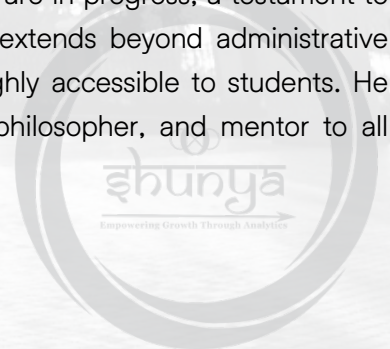 are in progress, a testament to
extends beyond administrative
ghly accessible to students. He
philosopher, and mentor to all
shunya
Empowering Growth Through Analytics